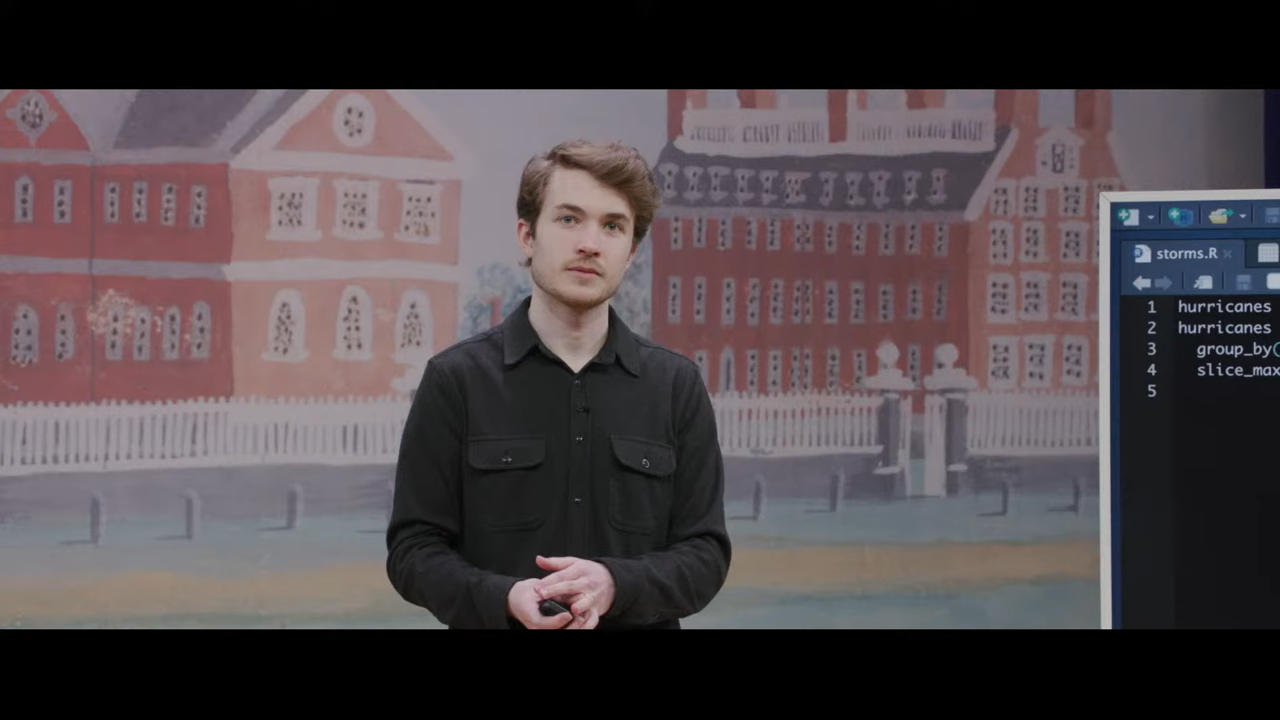 storms.R
1 hurricanes
2 hurricanes
3 group_by(
4 slice_max
5